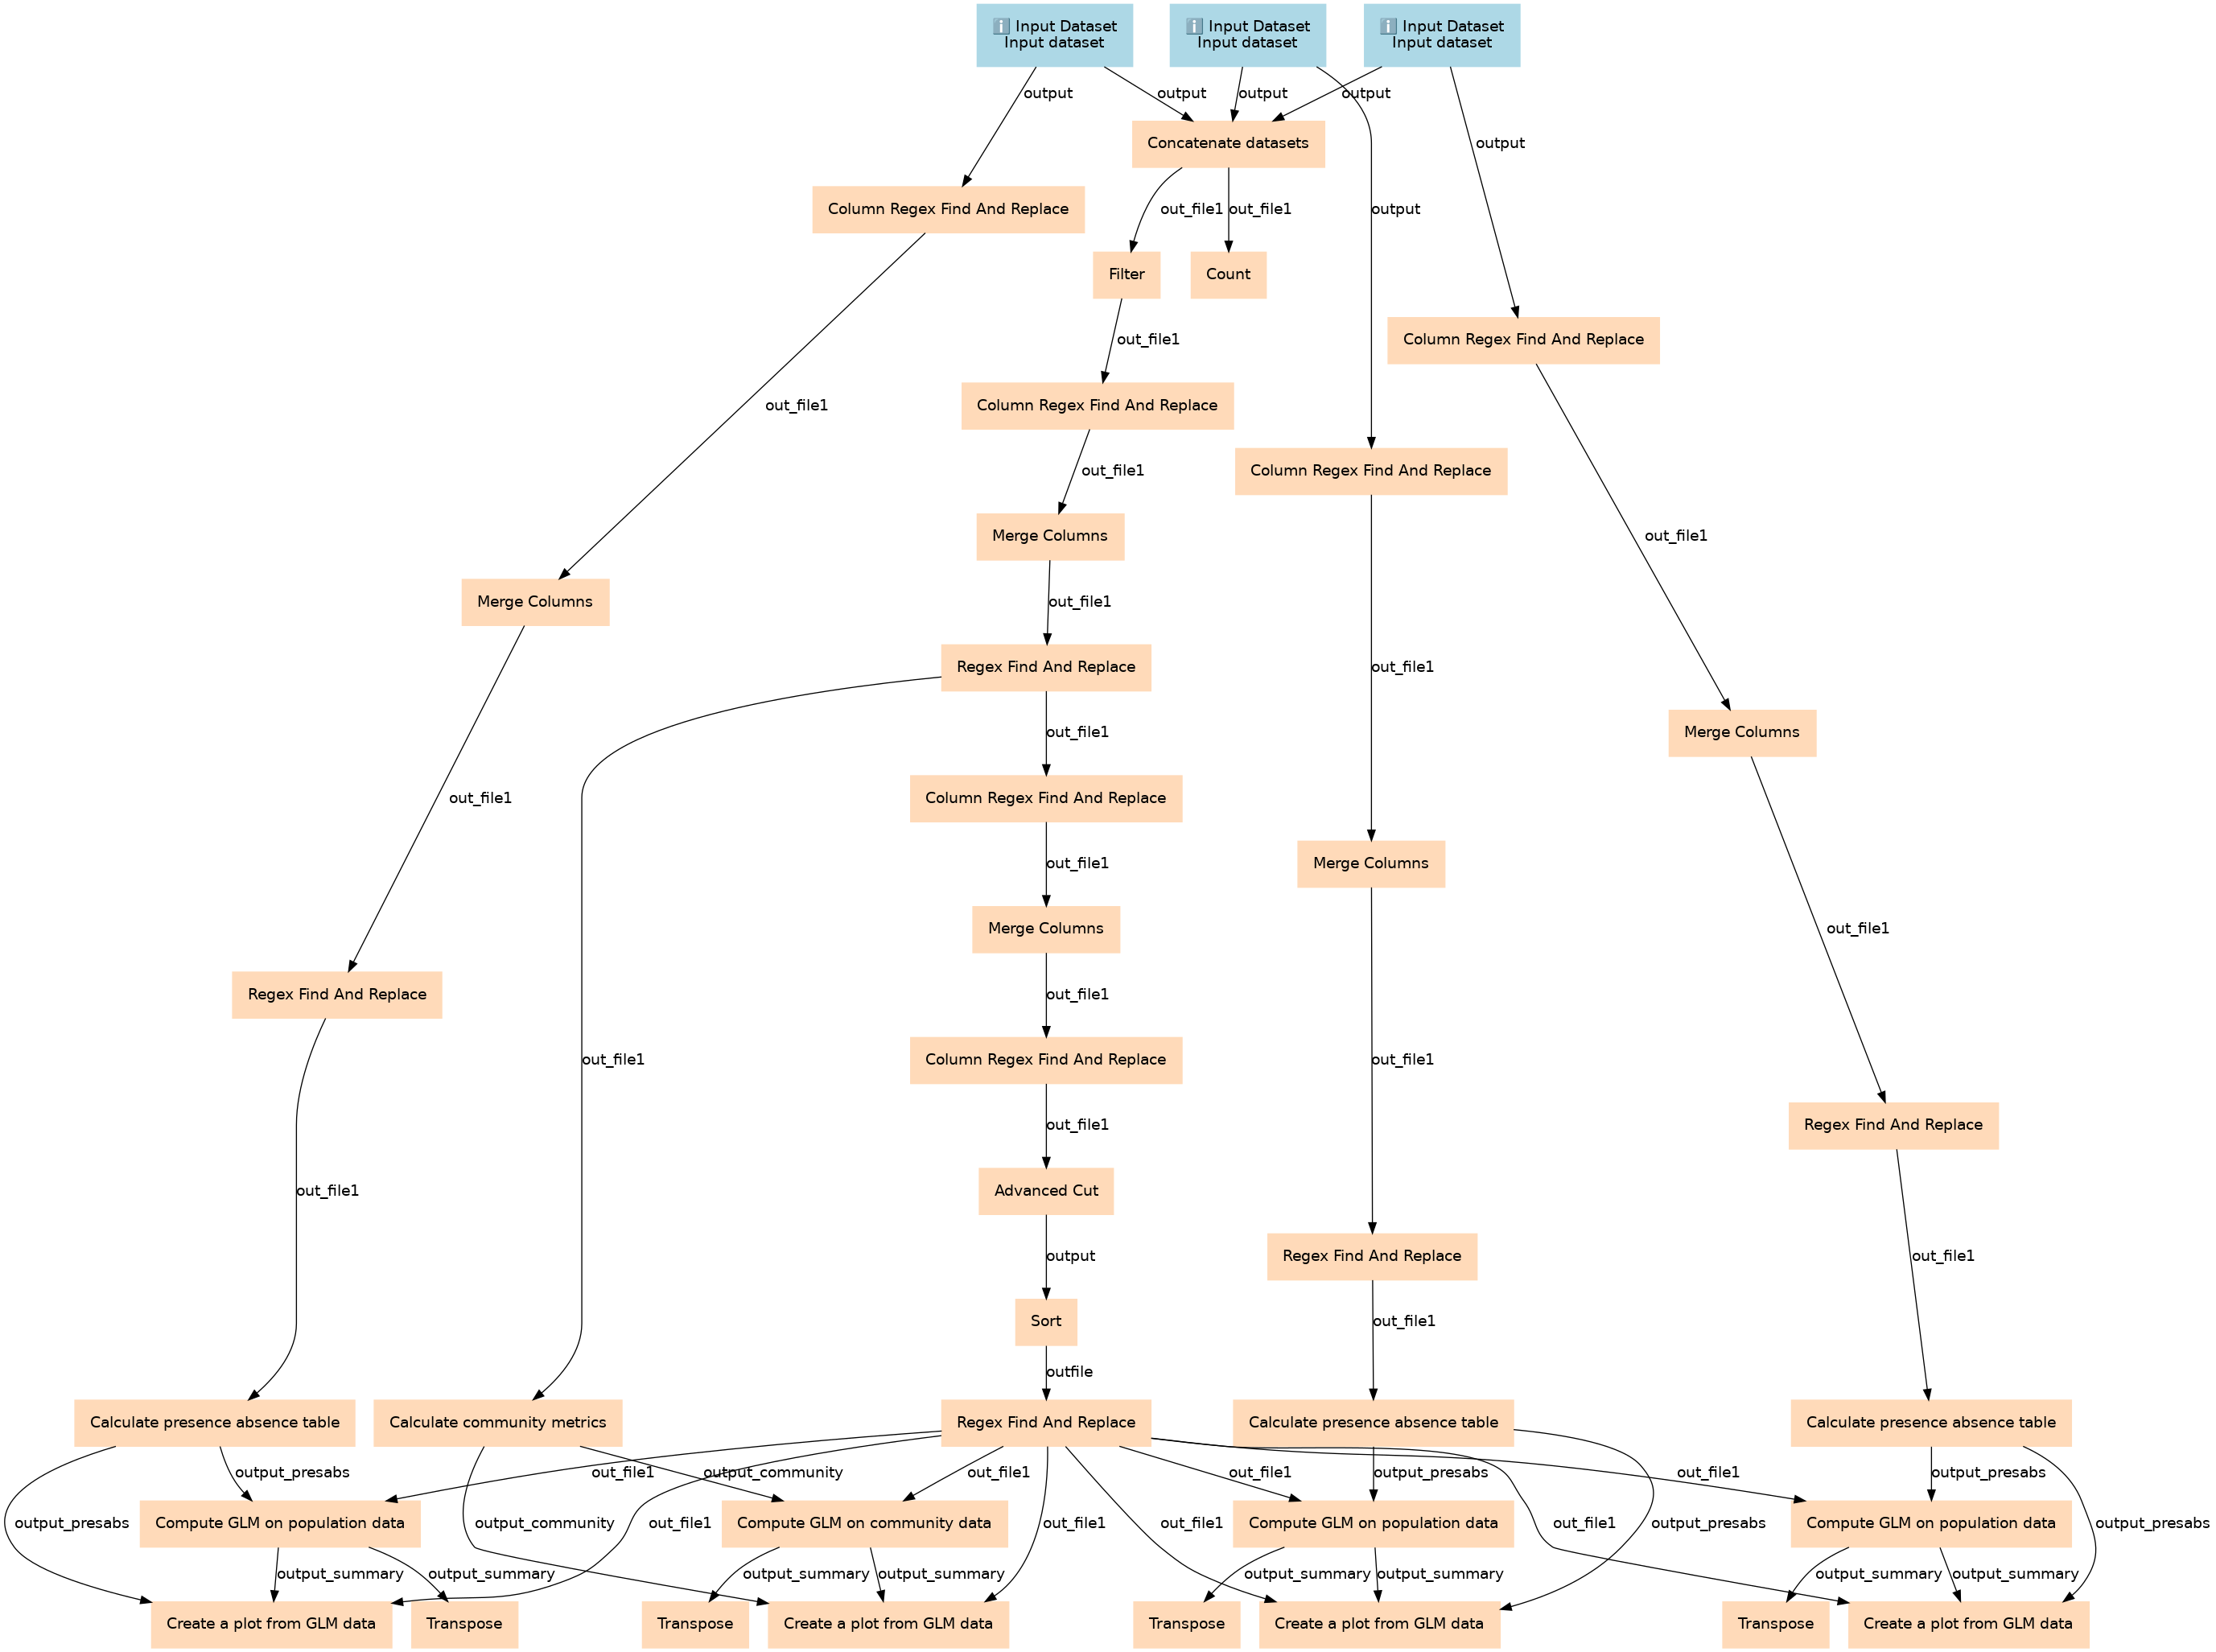 ℹ️ Input Dataset
Input dataset
ℹ️ Input Dataset
Input dataset
ℹ️ Input Dataset
Input dataset
output
output
output
output
Concatenate datasets
output
Column Regex Find And Replace
out_file1
out_file1
output
Filter
Count
out_file1
Column Regex Find And Replace
out_file1
Column Regex Find And Replace
out_file1
Column Regex Find And Replace
Merge Columns
out_file1
Merge Columns
out_file1
Regex Find And Replace
out_file1
out_file1
Merge Columns
out_file1
Column Regex Find And Replace
out_file1
Merge Columns
Merge Columns
out_file1
Regex Find And Replace
out_file1
out_file1
Column Regex Find And Replace
out_file1
out_file1
Regex Find And Replace
out_file1
Advanced Cut
out_file1
output
Regex Find And Replace
out_file1
Sort
out_file1
outfile
Calculate presence absence table
Calculate community metrics
Regex Find And Replace
Calculate presence absence table
Calculate presence absence table
output_presabs
out_file1
output_community
out_file1
out_file1
output_presabs
out_file1
output_presabs
output_presabs
Compute GLM on population data
output_community
out_file1
Compute GLM on community data
out_file1
out_file1
Compute GLM on population data
output_presabs
out_file1
Compute GLM on population data
output_presabs
output_summary
output_summary
output_summary
output_summary
output_summary
output_summary
output_summary
output_summary
Create a plot from GLM data
Transpose
Transpose
Create a plot from GLM data
Transpose
Create a plot from GLM data
Transpose
Create a plot from GLM data